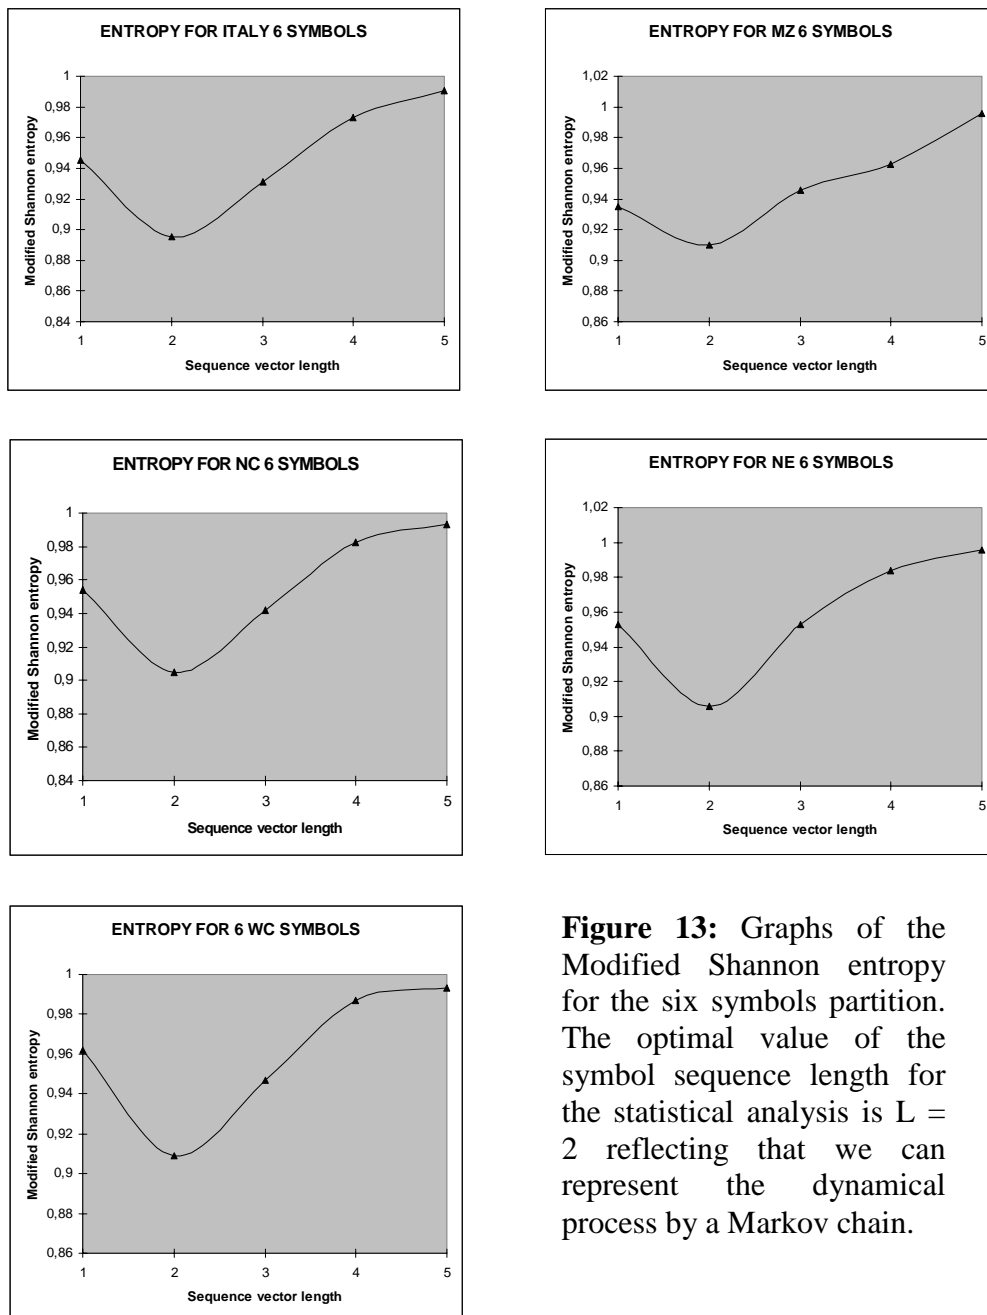 ENTROPY FOR ITALY 6 SYMBOLS
Modified Shannon entropy
1
0,98
0,96
0,94
0,92
0,9
0,88
0,86
0,84
1 2 3 4 5
Sequence vector length
ENTROPY FOR MZ 6 SYMBOLS
Modified Shannon entropy
1,02
1
0,98
0,96
0,94
0,92
0,9
0,88
0,86
1 2 3 4 5
Sequence vector length
ENTROPY FOR NC 6 SYMBOLS
Modified Shannon entropy
1
0,98
0,96
0,94
0,92
0,9
0,88
0,86
0,84
1 2 3 4 5
Sequence vector length
ENTROPY FOR NE 6 SYMBOLS
Modified Shannon entropy
1,02
1
0,98
0,96
0,94
0,92
0,9
0,88
0,86
1 2 3 4 5
Sequence vector length
ENTROPY FOR 6 WC SYMBOLS
Modified Shannon entropy
1
0,98
0,96
0,94
0,92
0,9
0,88
0,86
1 2 3 4 5
Sequence vector length
Figure 13: Graphs of the
Modified Shannon entropy
for the six symbols partition.
The optimal value of the
symbol sequence length for
the statistical analysis is L =
2 reflecting that we can
represent the dynamical
process by a Markov chain.